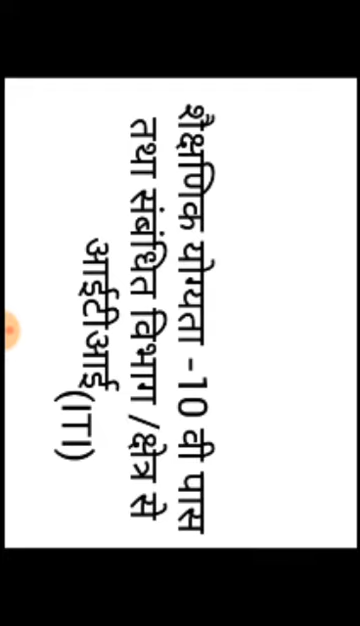 शैक्षणिक योग्यता -10 वी पास
तथा संबंधित विभाग /क्षेत्र से
आईटीआई
(ITI)